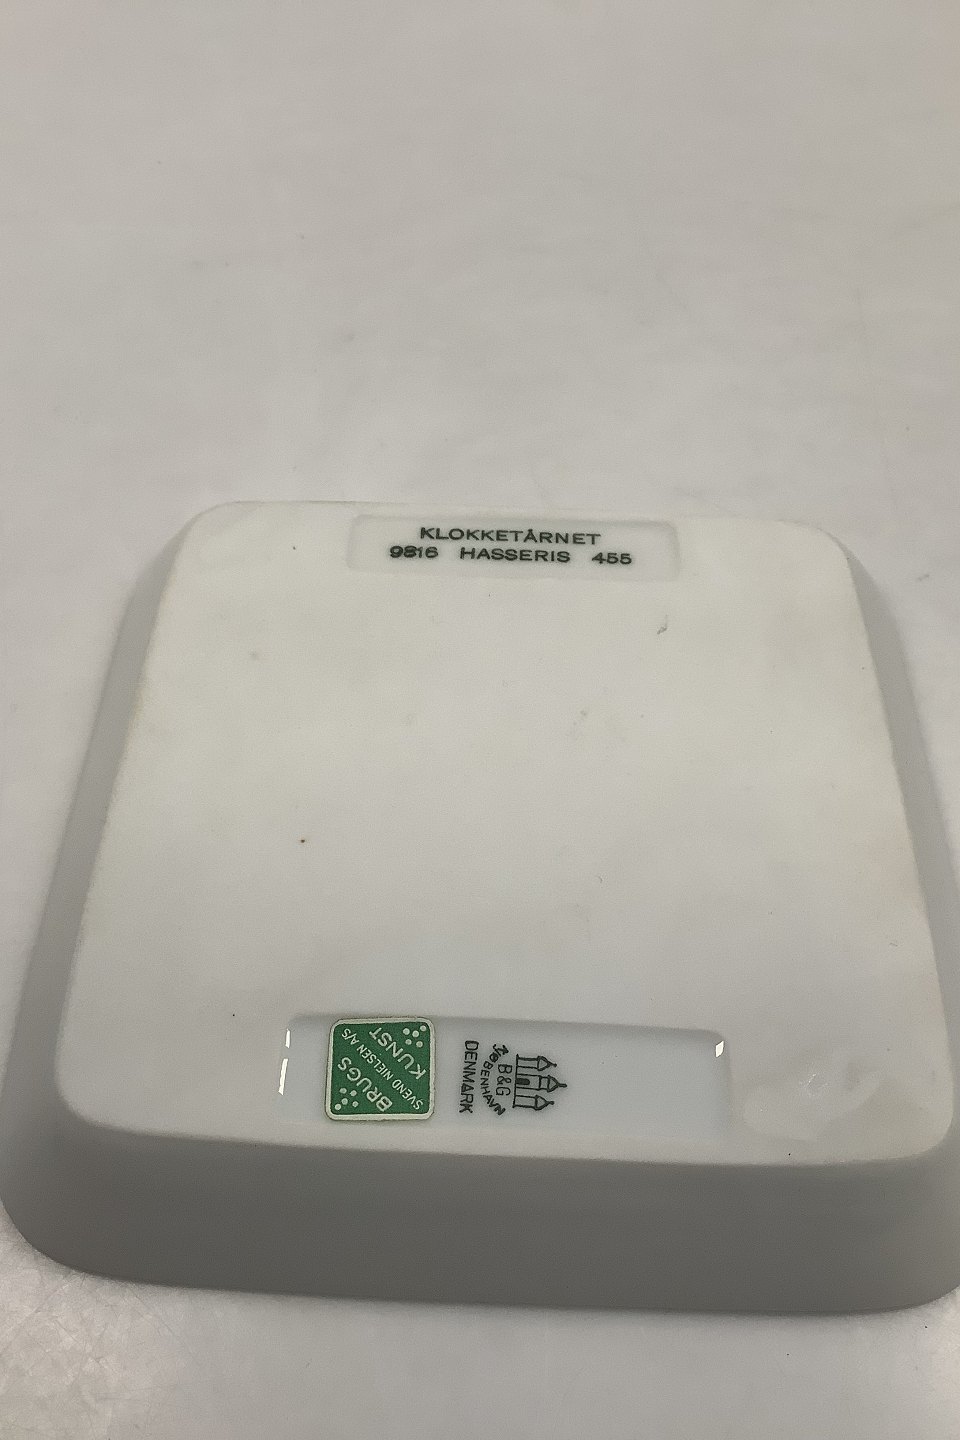 KLOKKETÅRNET
9816 HASSERIS 455
BRUGS
SVEND NIELSEN A/S
KUNST
B&G
KØBENHAVN
DENMARK